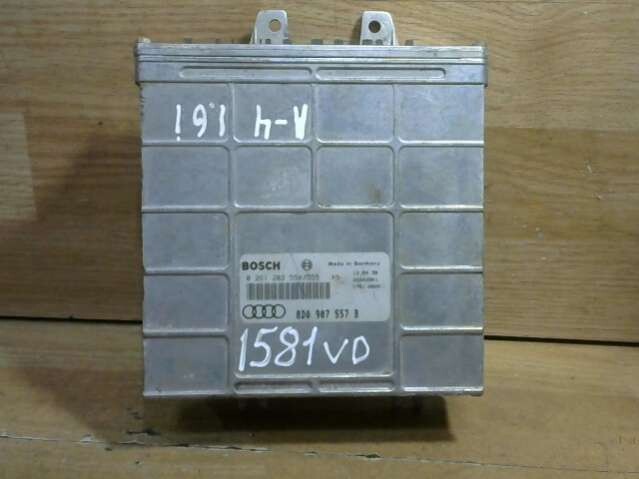 A-4 1.6i
BOSCH Made in Germany
0 261 203 554/555
8D0 907 557 B
1581VD